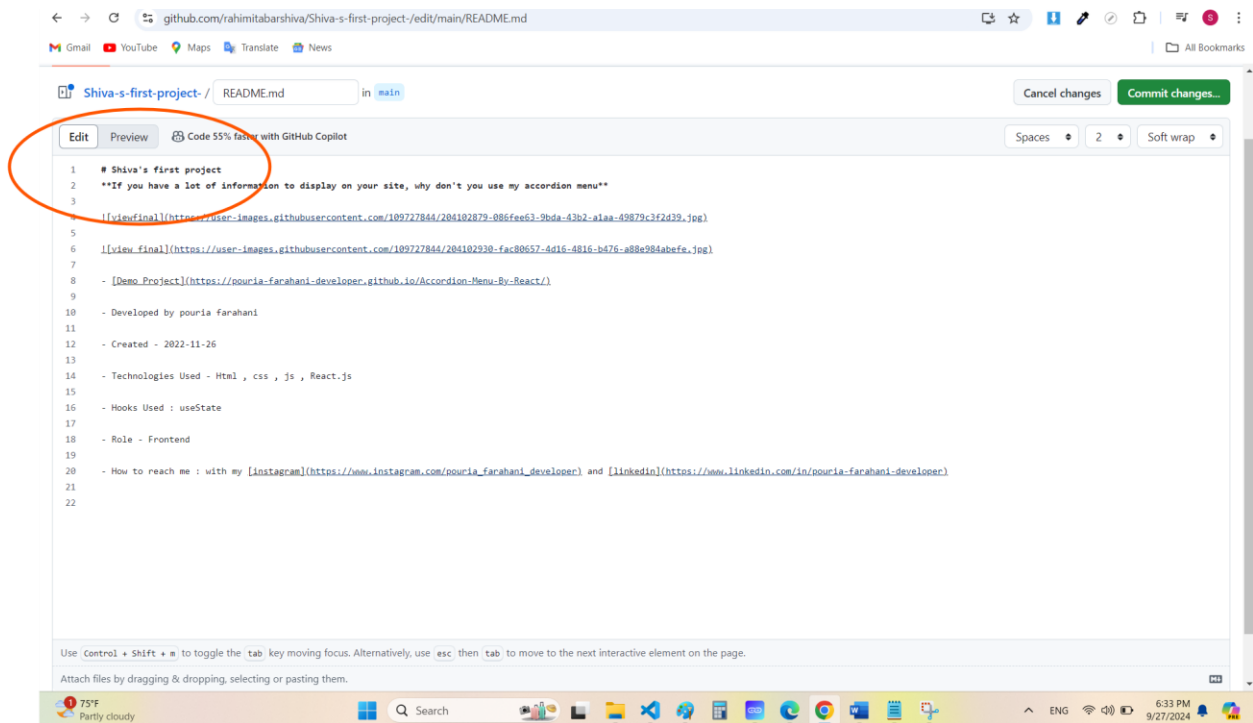 github.com/rahimitabarshiva/Shiva-s-first-project-/edit/main/README.md
S
Gmail YouTube Maps Translate News All Bookmarks
Shiva-s-first-project- / README.md in main Cancel changes Commit changes...
Edit Preview Code 55% faster with GitHub Copilot Spaces 2 Soft wrap
1 # Shiva's first project
2 **If you have a lot of information to display on your site, why don't you use my accordion menu**
3
4 ![viewfinal](https://user-images.githubusercontent.com/109727844/204102879-086fee63-9bda-43b2-a1aa-49879c3f2d39.jpg)
5
6 ![view final](https://user-images.githubusercontent.com/109727844/204102930-fac80657-4d16-4816-b476-a88e984abefe.jpg)
7
8 - [Demo Project](https://pouria-farahani-developer.github.io/Accordion-Menu-By-React/)
9
10 - Developed by pouria farahani
11
12 - Created - 2022-11-26
13
14 - Technologies Used - Html , css , js , React.js
15
16 - Hooks Used : useState
17
18 - Role - Frontend
19
20 - How to reach me : with my [instagram](https://www.instagram.com/pouria_farahani_developer) and [linkedin](https://www.linkedin.com/in/pouria-farahani-developer)
21
22
Use Control + Shift + m to toggle the tab key moving focus. Alternatively, use esc then tab to move to the next interactive element on the page.
Attach files by dragging & dropping, selecting or pasting them.
1 75°F Search ENG 6:33 PM
Partly cloudy 9/27/2024